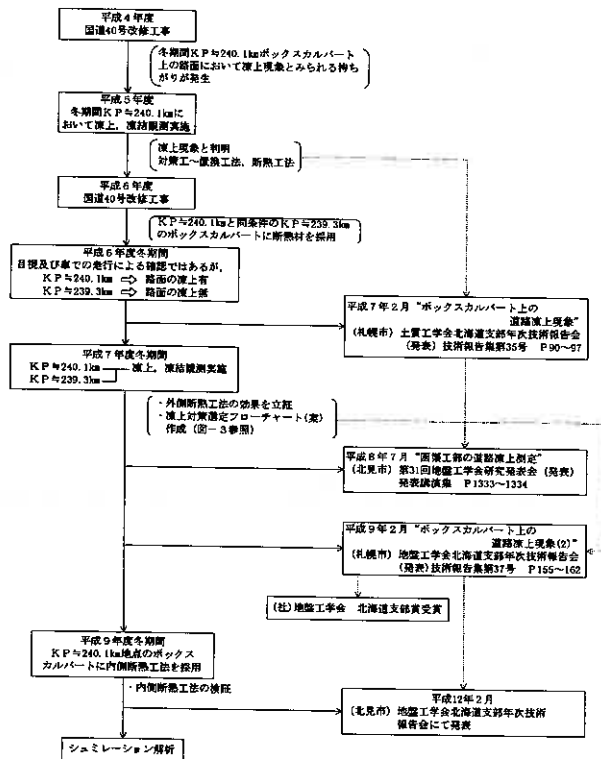 平成4年度
国道40号改修工事
冬期間KP≒240.1kmボックスカルバート
上の路面において凍上現象とみられる持ち
がりが発生
平成5年度
冬期間KP≒240.1kmに
おいて凍上,凍結観測実施
凍上現象と判明
対策工～置換工法,断熱工法
平成6年度
国道40号改修工事
KP≒240.1kmと同条件のKP≒239.3km
のボックスカルバートに断熱材を採用
平成6年度冬期間
目視及び車での走行による確認ではあるが,
KP≒240.1km ⇨ 路面の凍上有
KP≒239.3km ⇨ 路面の凍上無
平成7年2月“ボックスカルバート上の
道路凍上現象”
(札幌市)土質工学会北海道支部年次技術報告会
(発表)技術報告集第35号 P90～97
平成7年度冬期間
KP≒240.1km 凍上,凍結観測実施
KP≒239.3km
・外側断熱工法の効果を立証
・凍上対策選定フローチャート(案)
作成(図－3参照)
平成8年7月“函渠工部の道路凍上測定”
(北見市)第31回地盤工学会研究発表会(発表)
発表講演集 P1333～1334
平成9年2月“ボックスカルバート上の
道路凍上現象(2)”
(札幌市)地盤工学会北海道支部年次技術報告会
(発表)技術報告集第37号 P155～162
(社)地盤工学会 北海道支部賞受賞
平成9年度冬期間
KP≒240.1km地点のボックス
カルバートに内側断熱工法を採用
・内側断熱工法の検証
平成12年2月
(北見市)地盤工学会北海道支部年次技術
報告会にて発表
シュミレーション解析